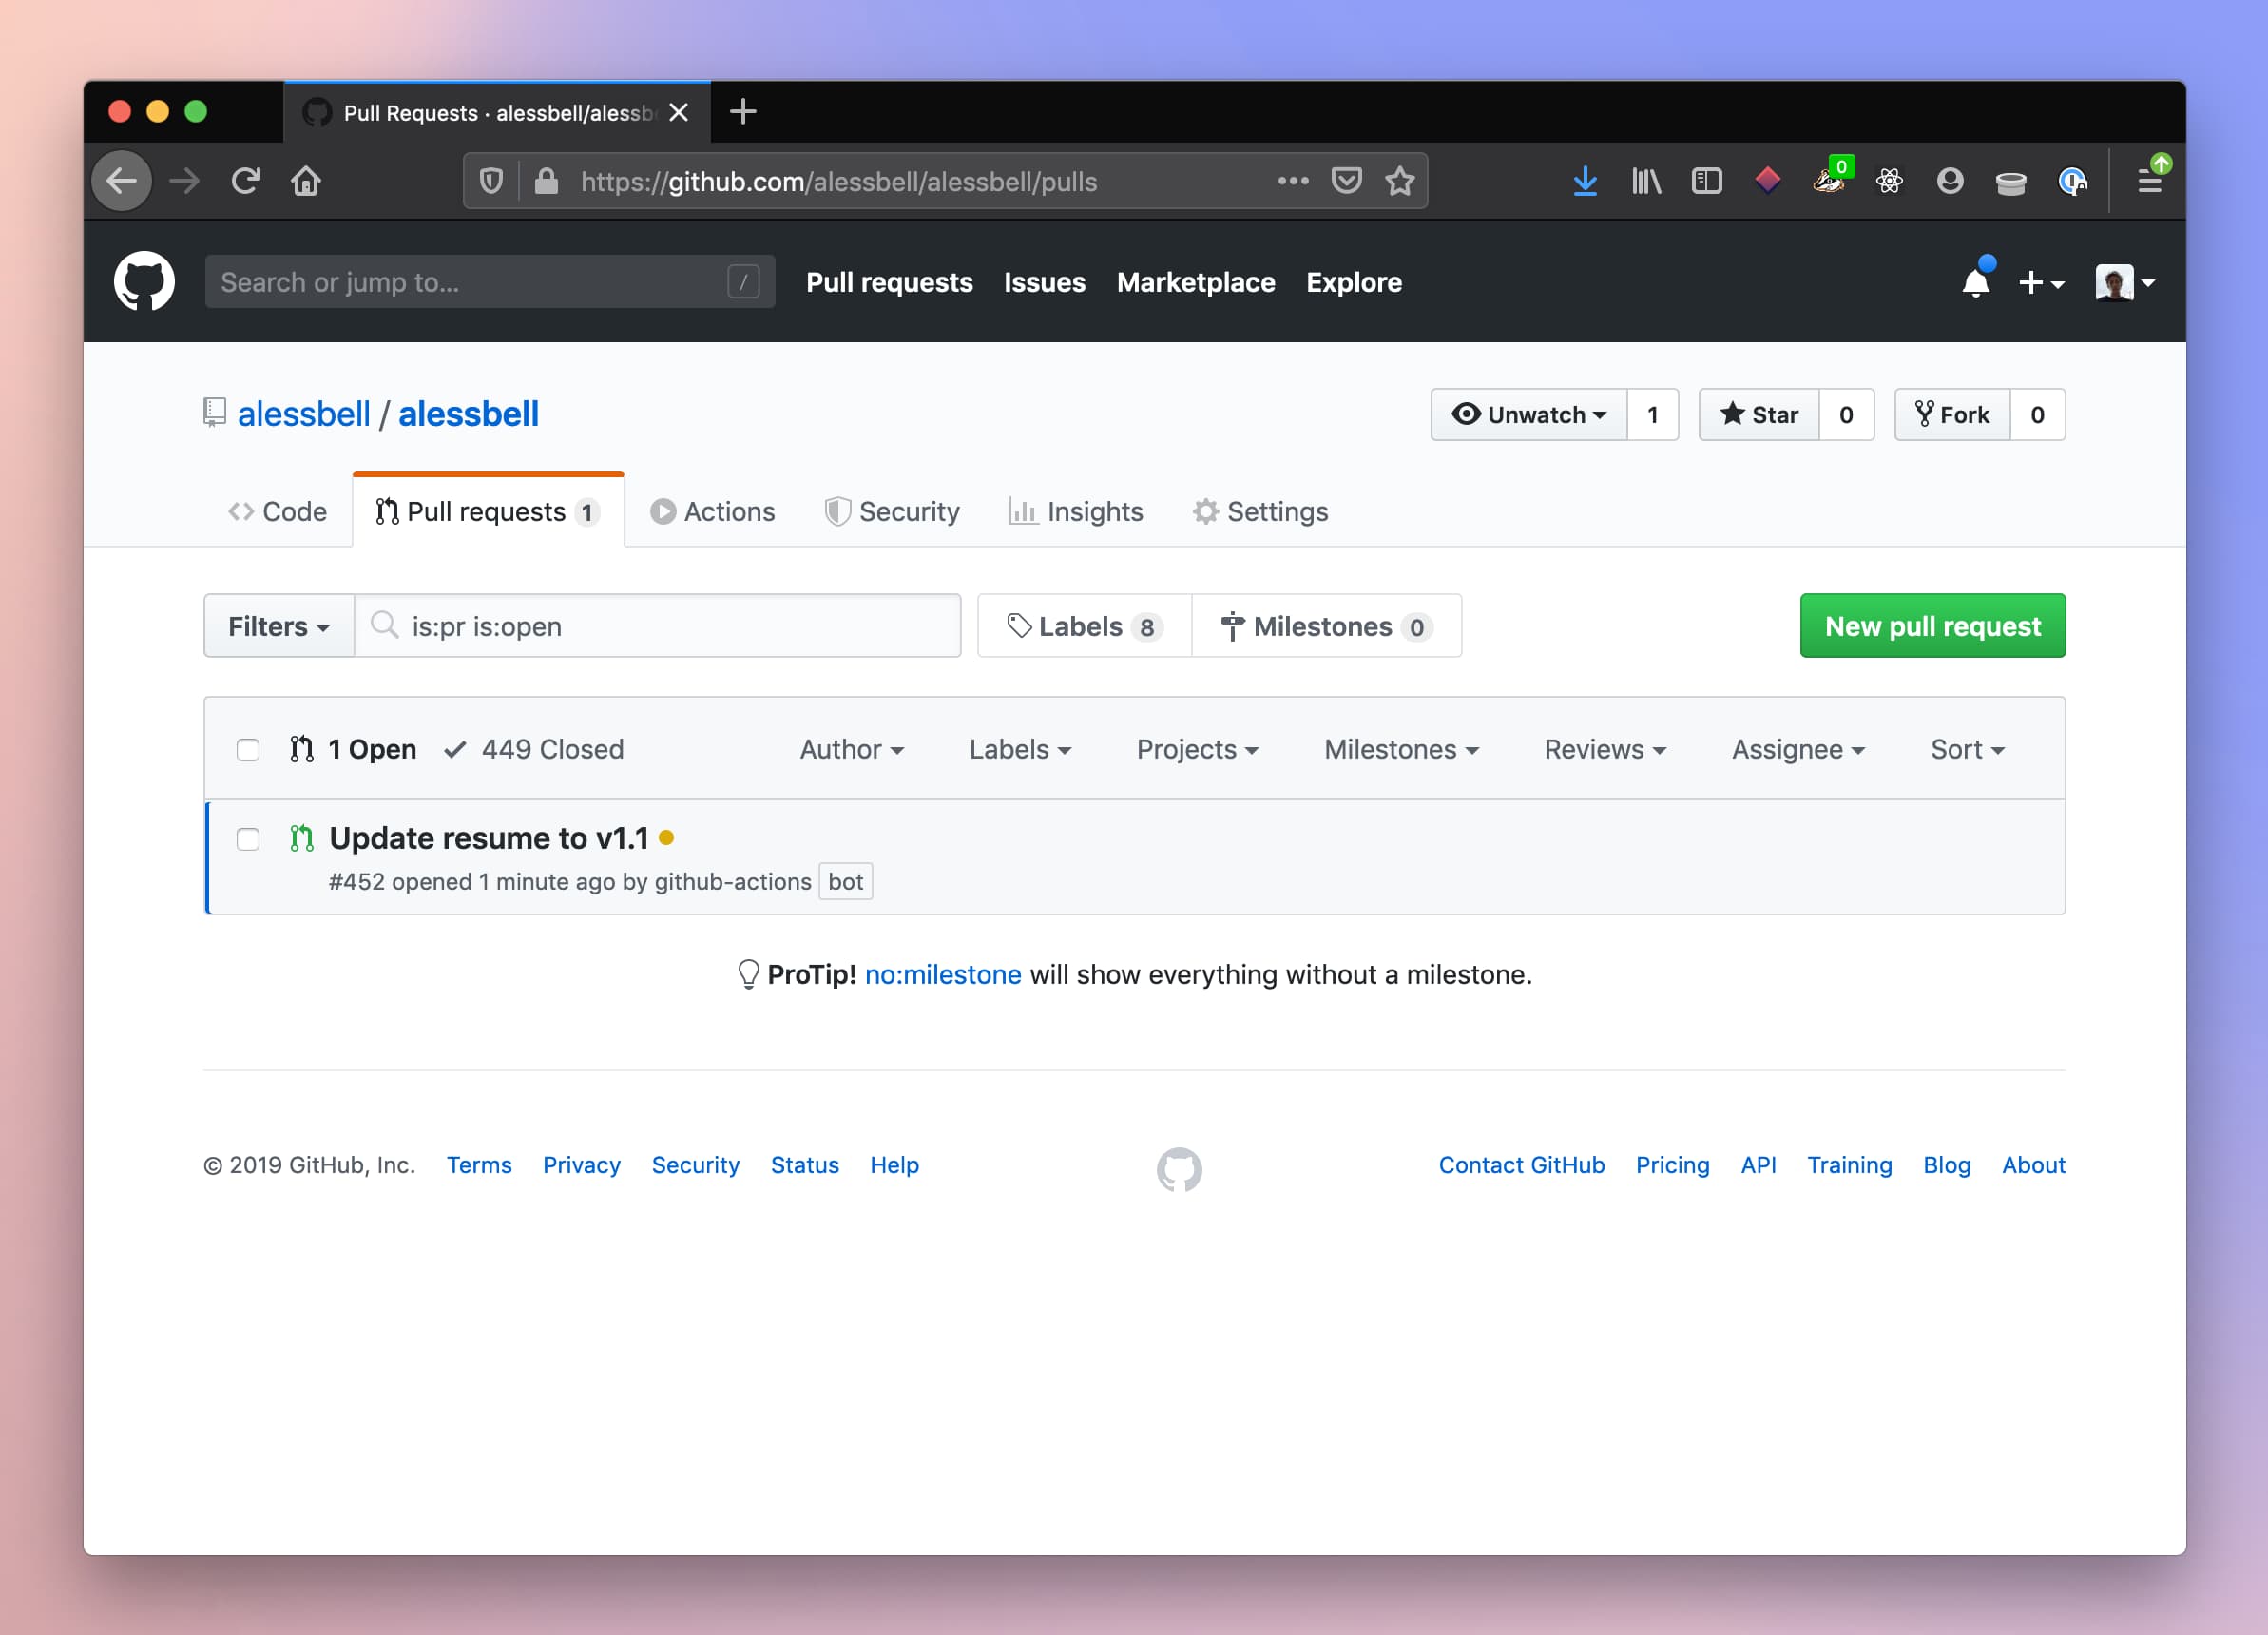 Pull Requests · alessbell/alessb
https://github.com/alessbell/alessbell/pulls
0
Search or jump to... /
Pull requests Issues Marketplace Explore
alessbell / alessbell
Unwatch 1 Star 0 Fork 0
Code Pull requests 1 Actions Security Insights Settings
Filters is:pr is:open Labels 8 Milestones 0 New pull request
1 Open 449 Closed Author Labels Projects Milestones Reviews Assignee Sort
Update resume to v1.1
#452 opened 1 minute ago by github-actions bot
ProTip! no:milestone will show everything without a milestone.
© 2019 GitHub, Inc. Terms Privacy Security Status Help Contact GitHub Pricing API Training Blog About